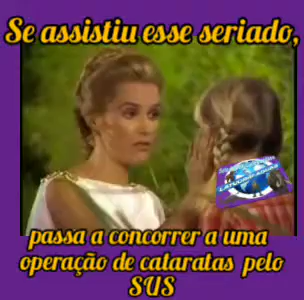 Se assistiu esse seriado,
passa a concorrer a uma
operação de cataratas pelo
SUS